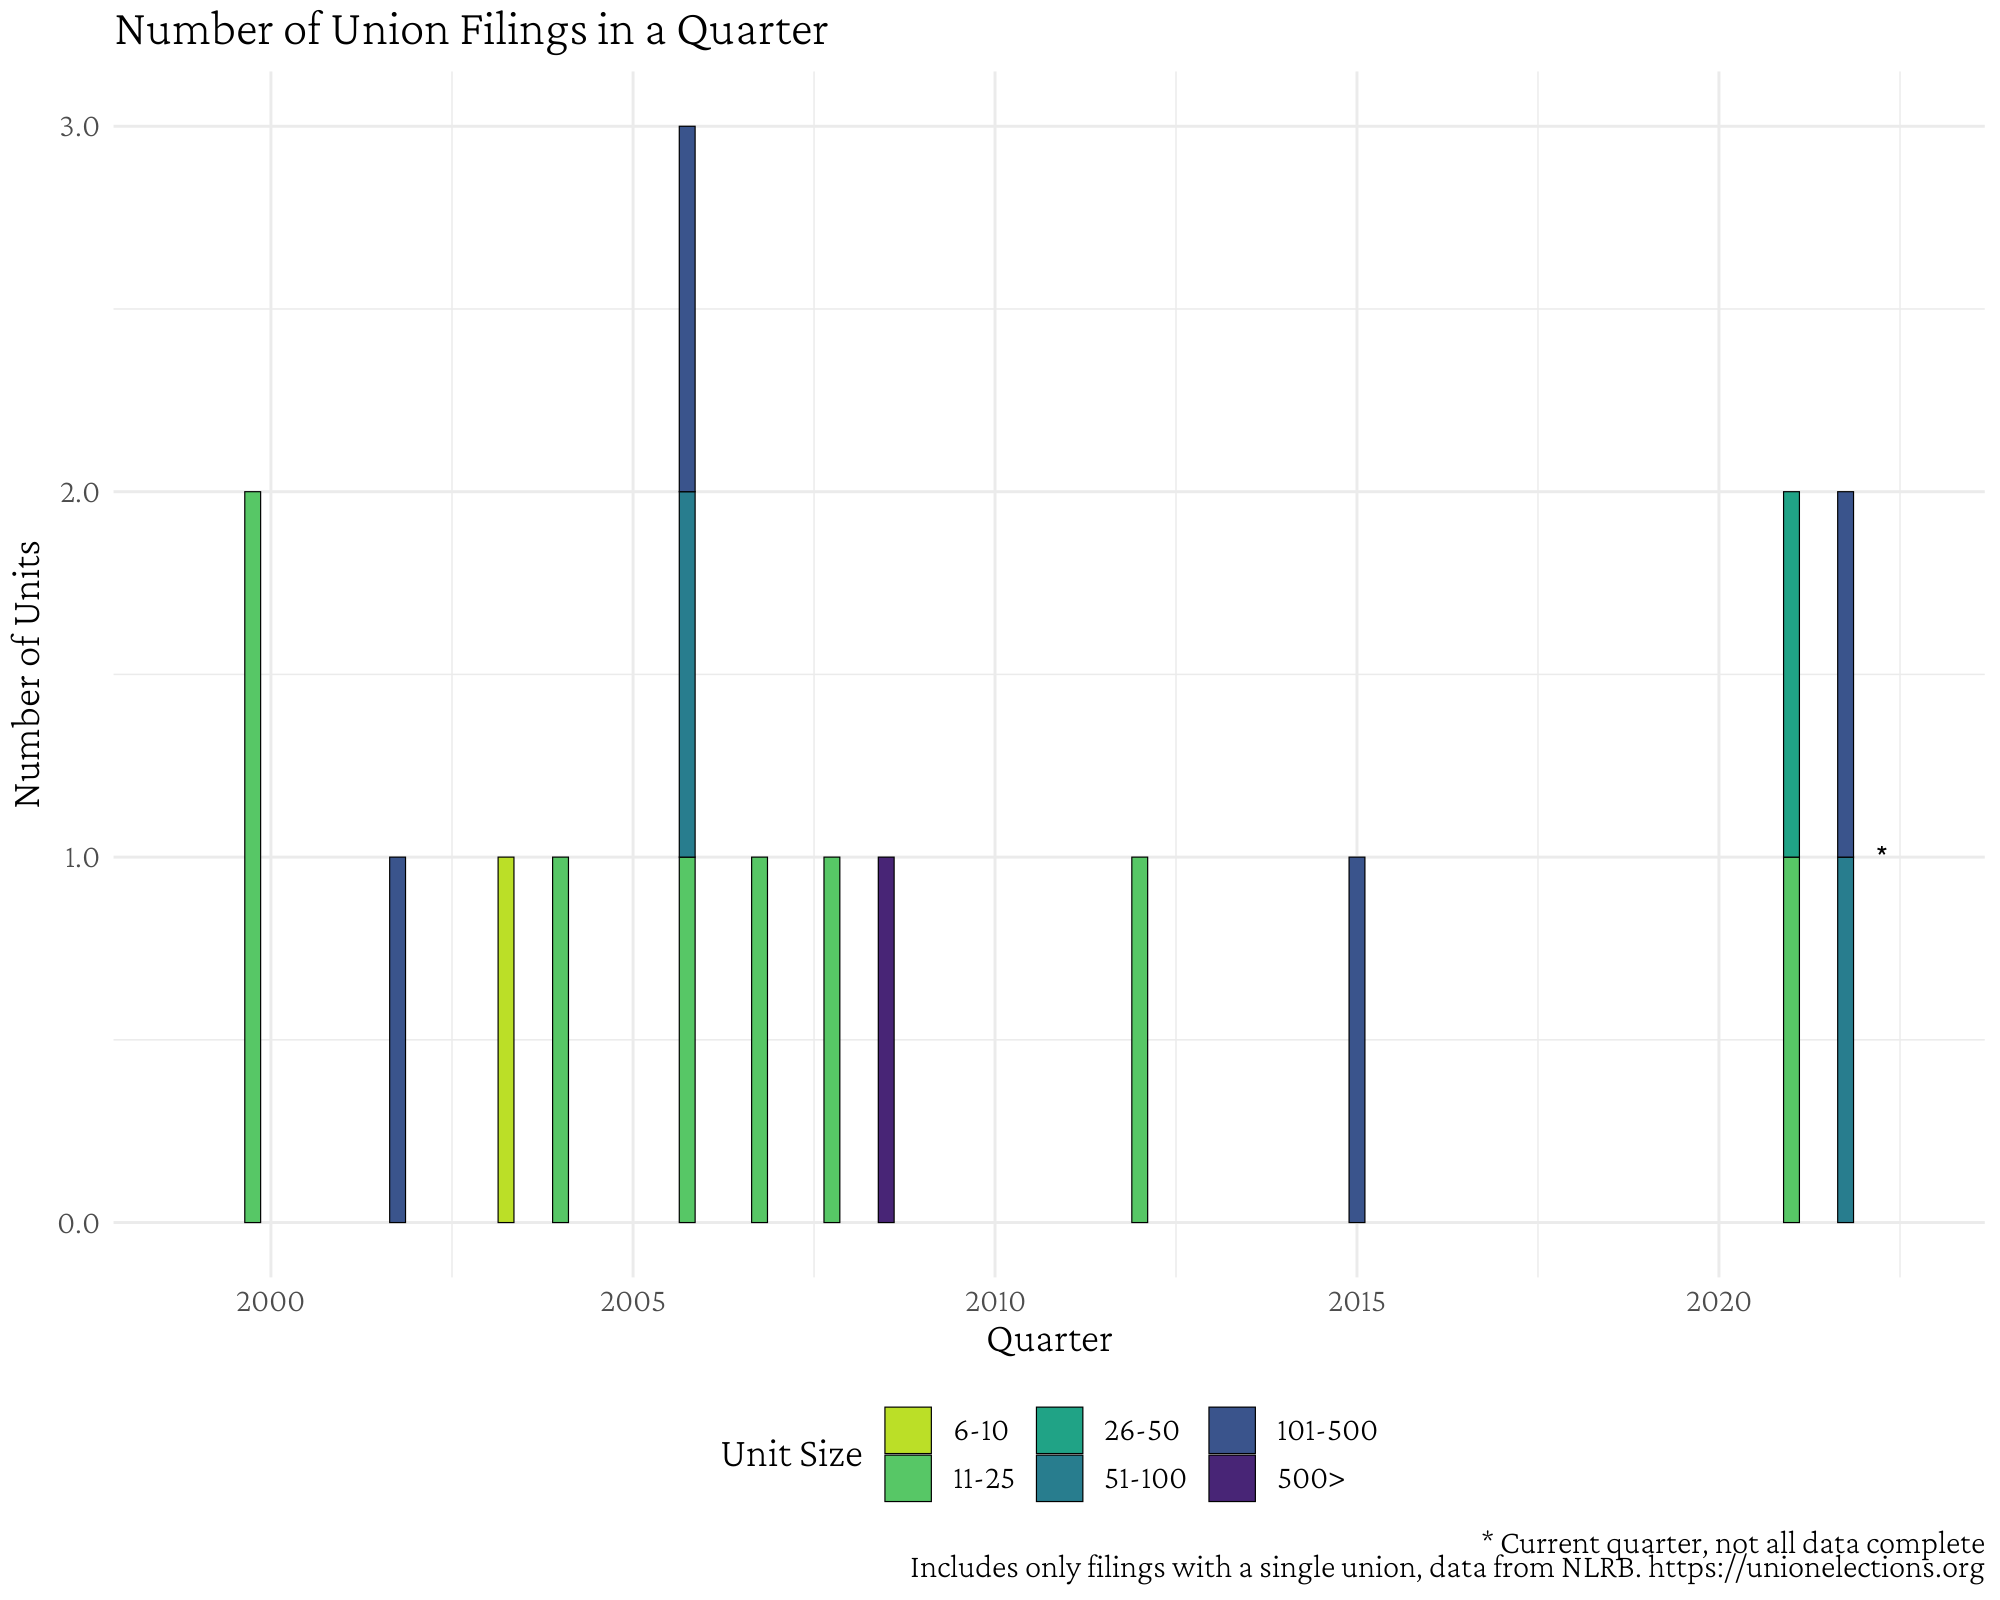 Number of Union Filings in a Quarter
Number of Units
3.0
2.0
1.0
0.0
*
2000 2005 2010 2015 2020
Quarter
Unit Size
6-10 26-50 101-500
11-25 51-100 500>
* Current quarter, not all data complete
Includes only filings with a single union, data from NLRB. https://unionelections.org